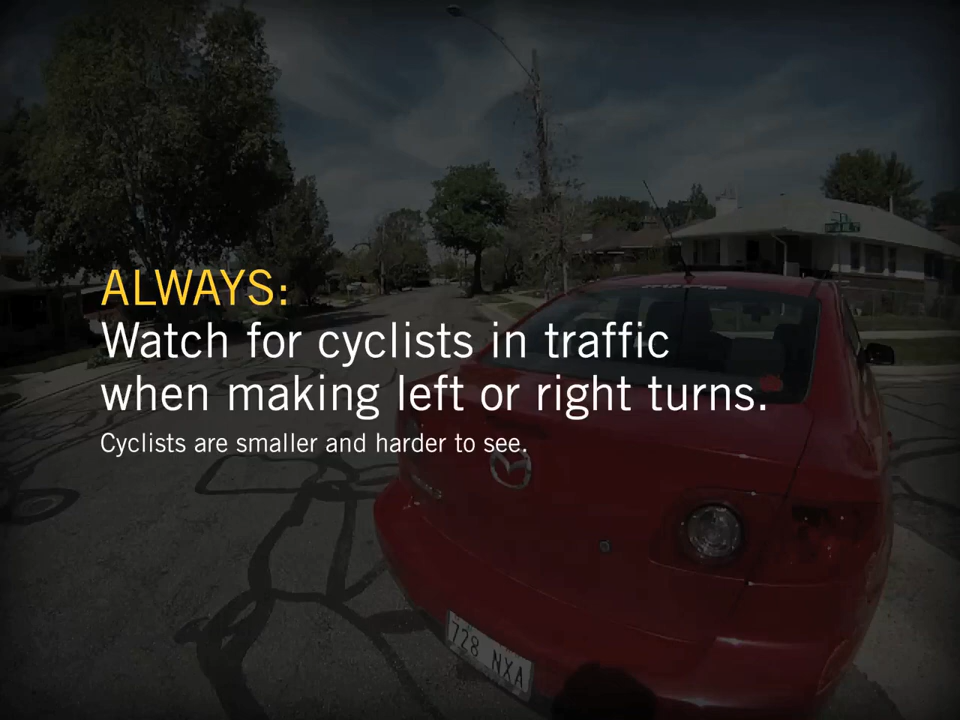 ALWAYS:
Watch for cyclists in traffic
when making left or right turns.
Cyclists are smaller and harder to see.
728 NXA